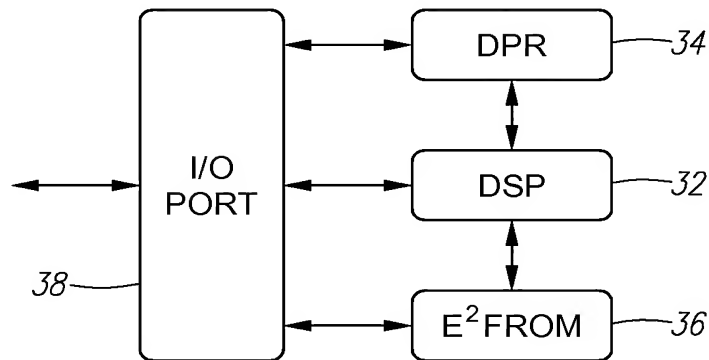 DPR
34
I/O
PORT
DSP
32
38
E²FROM
36